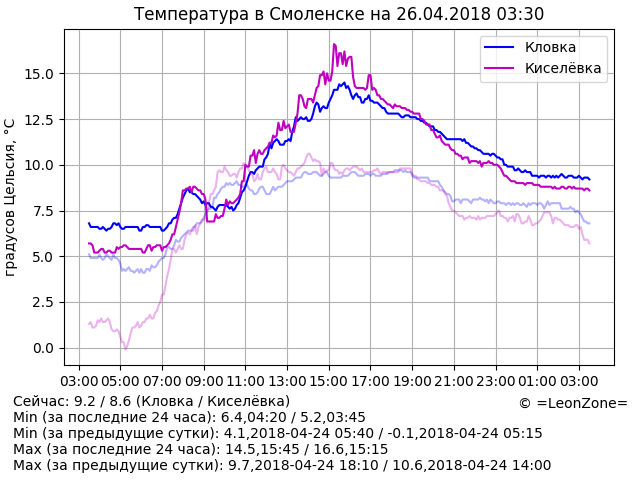 Температура в Смоленске на 26.04.2018 03:30
градусов Цельсия, °C
15.0
12.5
10.0
7.5
5.0
2.5
0.0
Кловка
Киселёвка
03:00 05:00 07:00 09:00 11:00 13:00 15:00 17:00 19:00 21:00 23:00 01:00 03:00
Сейчас: 9.2 / 8.6 (Кловка / Киселёвка)
© =LeonZone=
Min (за последние 24 часа): 6.4,04:20 / 5.2,03:45
Min (за предыдущие сутки): 4.1,2018-04-24 05:40 / -0.1,2018-04-24 05:15
Max (за последние 24 часа): 14.5,15:45 / 16.6,15:15
Max (за предыдущие сутки): 9.7,2018-04-24 18:10 / 10.6,2018-04-24 14:00